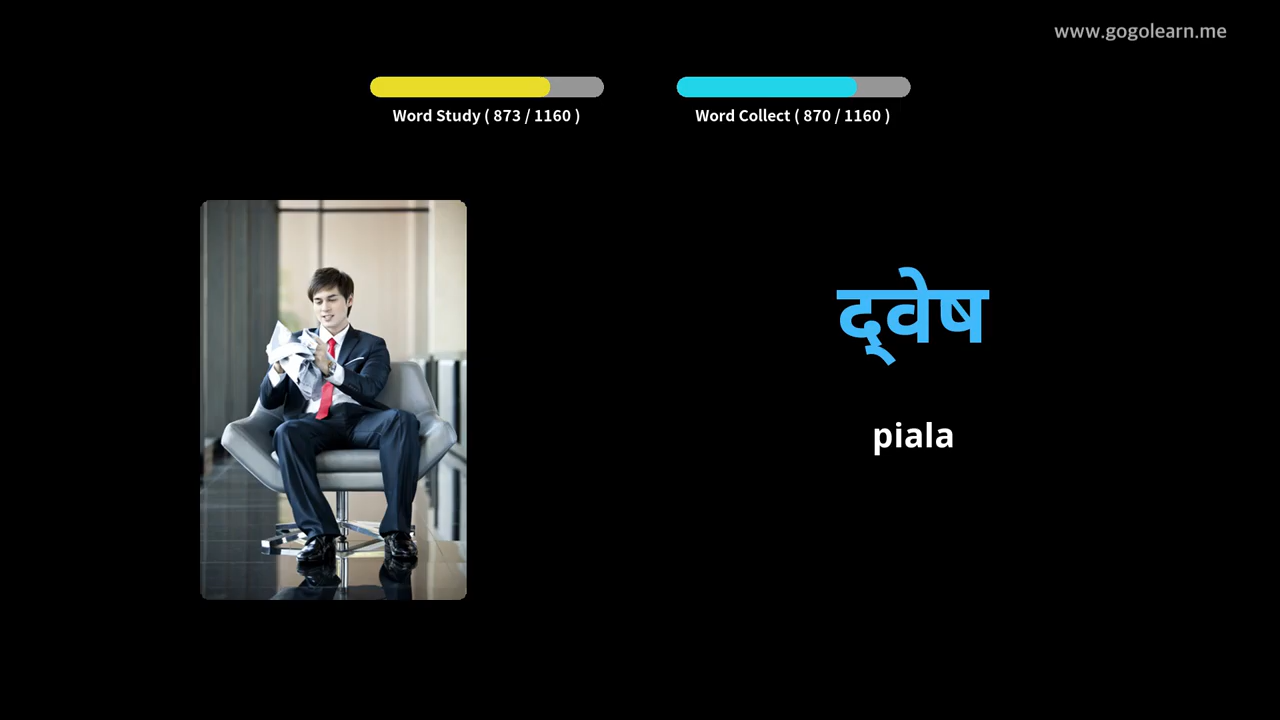 www.gogolearn.me
Word Study ( 873 / 1160 )
Word Collect ( 870 / 1160 )
द्‌वेष
piala